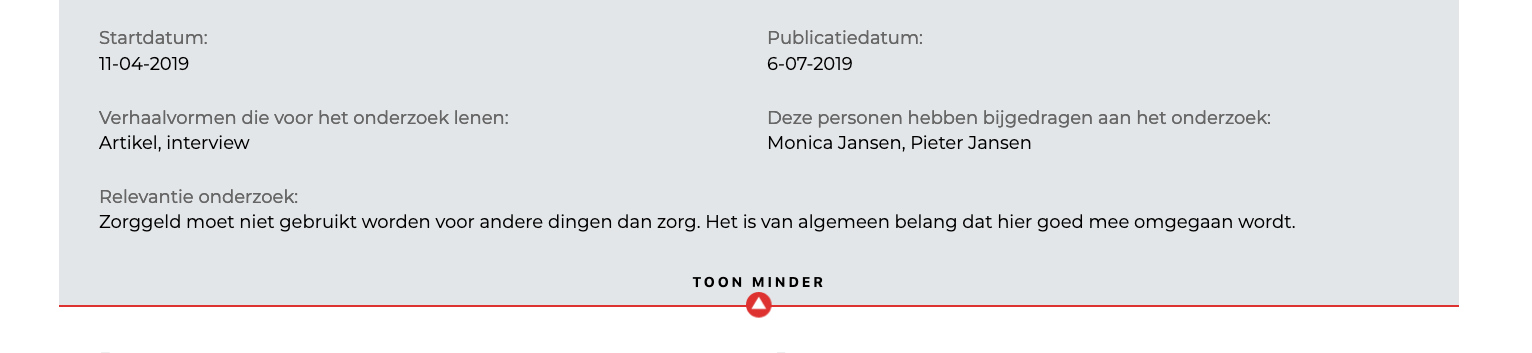 Startdatum:
11-04-2019
Publicatiedatum:
6-07-2019
Verhaalvormen die voor het onderzoek lenen:
Artikel, interview
Deze personen hebben bijgedragen aan het onderzoek:
Monica Jansen, Pieter Jansen
Relevantie onderzoek:
Zorggeld moet niet gebruikt worden voor andere dingen dan zorg. Het is van algemeen belang dat hier goed mee omgegaan wordt.
TOON MINDER